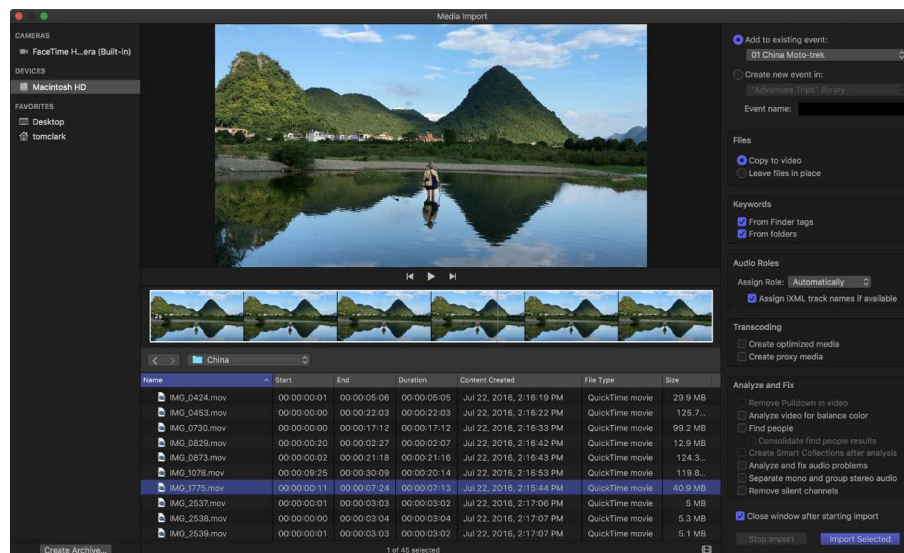 Media Import
CAMERAS
FaceTime H...era (Built-in)
DEVICES
Macintosh HD
FAVORITES
Desktop
tomclark
Create Archive...
2s
China
Name Start End Duration Content Created File Type Size
IMG_0424.mov 00:00:00:01 00:00:05:06 00:00:05:05 Jul 22, 2016, 2:16:19 PM QuickTime movie 29.9 MB
IMG_0453.mov 00:00:00:00 00:00:22:03 00:00:22:03 Jul 22, 2016, 2:16:22 PM QuickTime movie 125.7...
IMG_0730.mov 00:00:00:00 00:00:17:12 00:00:17:12 Jul 22, 2016, 2:16:33 PM QuickTime movie 99.2 MB
IMG_0829.mov 00:00:00:20 00:00:02:27 00:00:02:07 Jul 22, 2016, 2:16:42 PM QuickTime movie 12.9 MB
IMG_0873.mov 00:00:00:02 00:00:21:18 00:00:21:16 Jul 22, 2016, 2:16:43 PM QuickTime movie 124.3...
IMG_1078.mov 00:00:09:25 00:00:30:09 00:00:20:14 Jul 22, 2016, 2:16:53 PM QuickTime movie 119.8...
IMG_1775.mov 00:00:00:11 00:00:07:24 00:00:07:13 Jul 22, 2016, 2:15:44 PM QuickTime movie 40.9 MB
IMG_2537.mov 00:00:00:01 00:00:03:03 00:00:03:02 Jul 22, 2016, 2:17:06 PM QuickTime movie 5 MB
IMG_2538.mov 00:00:00:00 00:00:03:04 00:00:03:04 Jul 22, 2016, 2:17:07 PM QuickTime movie 5.3 MB
IMG_2539.mov 00:00:00:01 00:00:03:03 00:00:03:02 Jul 22, 2016, 2:17:07 PM QuickTime movie 5.1 MB
1 of 45 selected
Add to existing event:
01 China Moto-trek
Create new event in:
"Adventure Trips" library
Event name:
Files
Copy to video
Leave files in place
Keywords
From Finder tags
From folders
Audio Roles
Assign Role: Automatically
Assign iXML track names if available
Transcoding
Create optimized media
Create proxy media
Analyze and Fix
Remove Pulldown in video
Analyze video for balance color
Find people
Consolidate find people results
Create Smart Collections after analysis
Analyze and fix audio problems
Separate mono and group stereo audio
Remove silent channels
Close window after starting import
Stop Import Import Selected